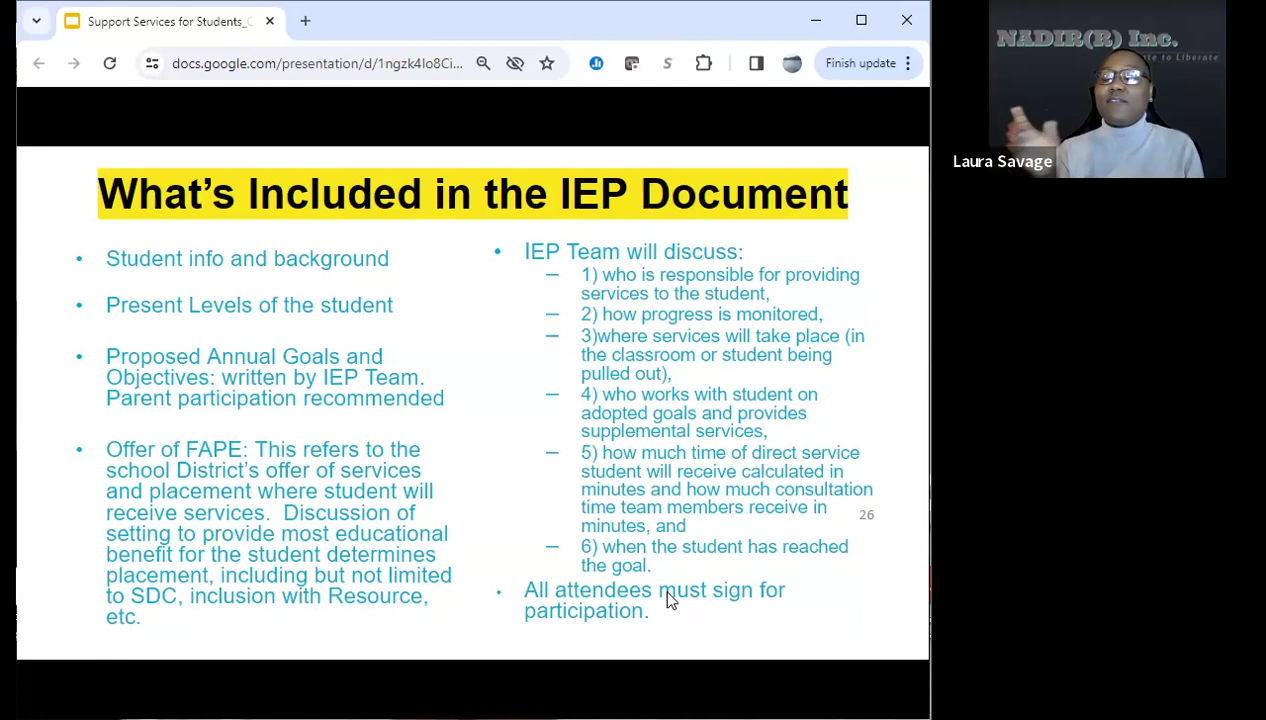 Support Services for Students_
docs.google.com/presentation/d/1ngzk4lo8Ci...
Finish update
NADIR(R) Inc.
te to Liberate
Laura Savage
What's Included in the IEP Document
Student info and background
Present Levels of the student
Proposed Annual Goals and
Objectives: written by IEP Team.
Parent participation recommended
Offer of FAPE: This refers to the
school District's offer of services
and placement where student will
receive services. Discussion of
setting to provide most educational
benefit for the student determines
placement, including but not limited
to SDC, inclusion with Resource,
etc.
IEP Team will discuss:
1) who is responsible for providing
services to the student,
2) how progress is monitored,
3)where services will take place (in
the classroom or student being
pulled out),
4) who works with student on
adopted goals and provides
supplemental services,
5) how much time of direct service
student will receive calculated in
minutes and how much consultation
time team members receive in
minutes, and
6) when the student has reached
the goal.
All attendees must sign for
participation.
26